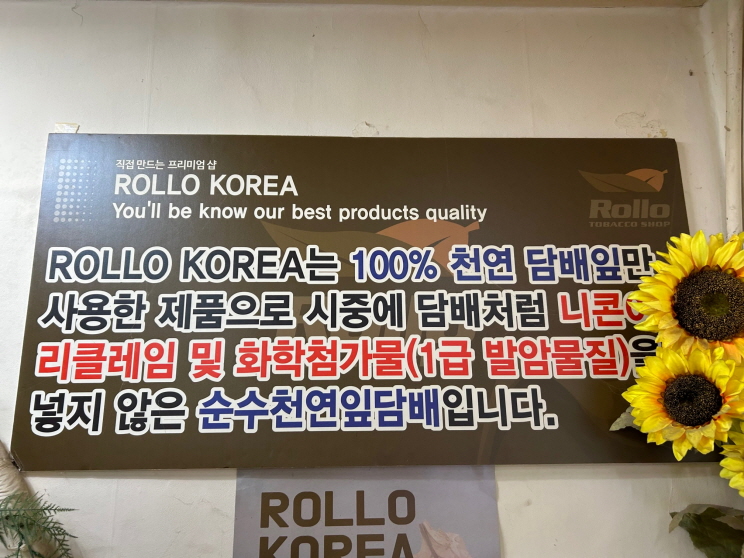 직접 만드는 프리미엄 샵
ROLLO KOREA
You'll be know our best products quality
Rollo
TOBACCO SHOP
ROLLO KOREA는 100% 천연 담배잎만
사용한 제품으로 시중에 담배처럼 니콘
리클레임 및 화학첨가물(1급 발암물질)을
넣지 않은 순수천연잎담배입니다.
ROLLO
KOREA